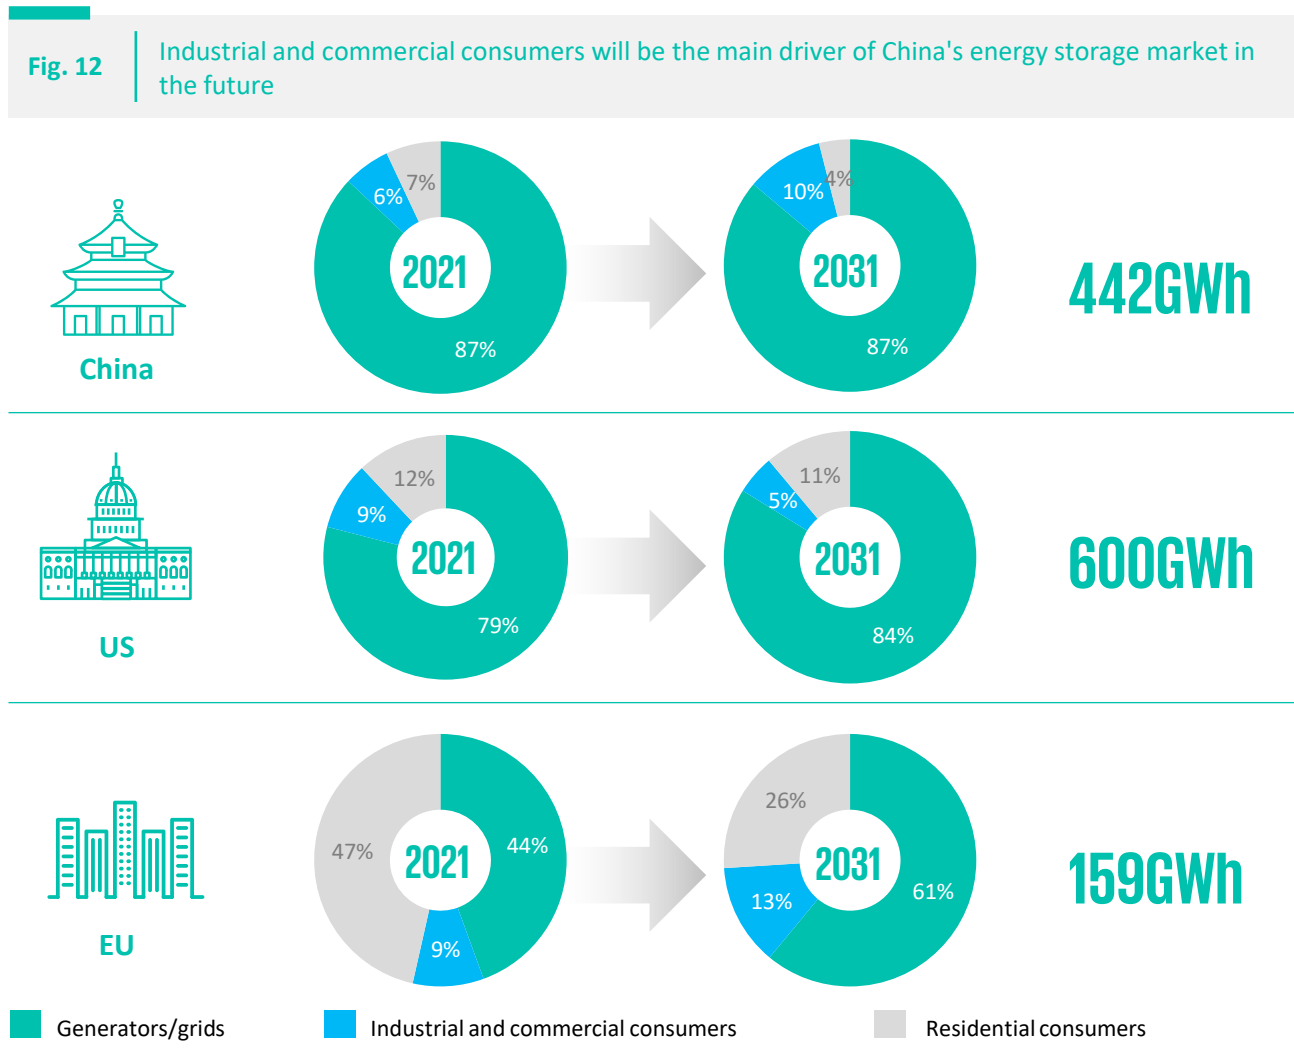 Fig. 12
Industrial and commercial consumers will be the main driver of China's energy storage market in
the future
7%
6%
2021
87%
4%
10%
2031
87%
442GWh
China
12%
9%
2021
79%
11%
5%
2031
84%
600GWh
US
47%
2021
44%
9%
26%
2031
13%
61%
159GWh
EU
Generators/grids
Industrial and commercial consumers
Residential consumers